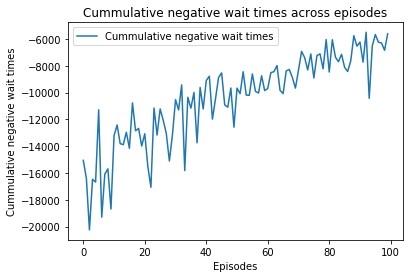 Cummulative negative wait times across episodes
Cummulative negative wait times
Cummulative negative wait times
−6000
−8000
−10000
−12000
−14000
−16000
−18000
−20000
0 20 40 60 80 100
Episodes